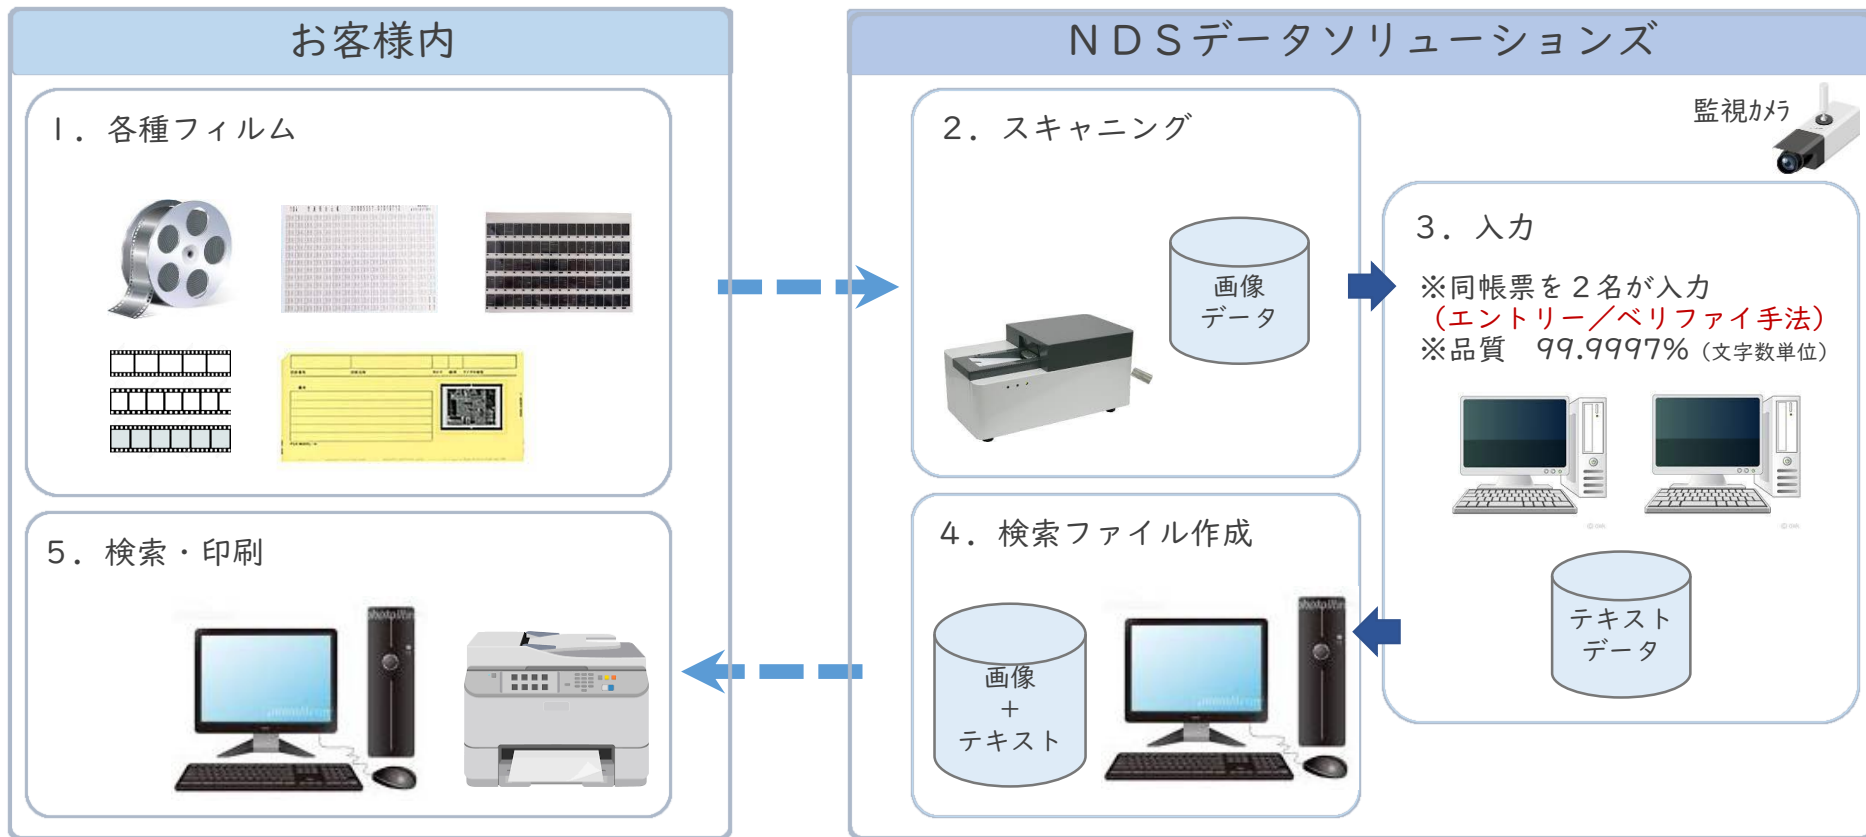 お客様内
NDSデータソリューションズ
1. 各種フィルム
2. スキャニング
監視カメラ
3. 入力
※同帳票を2名が入力
(エントリー/ベリファイ手法)
※品質 99.9997% (文字数単位)
画像
データ
テキスト
データ
4. 検索ファイル作成
画像
+
テキスト
5. 検索・印刷